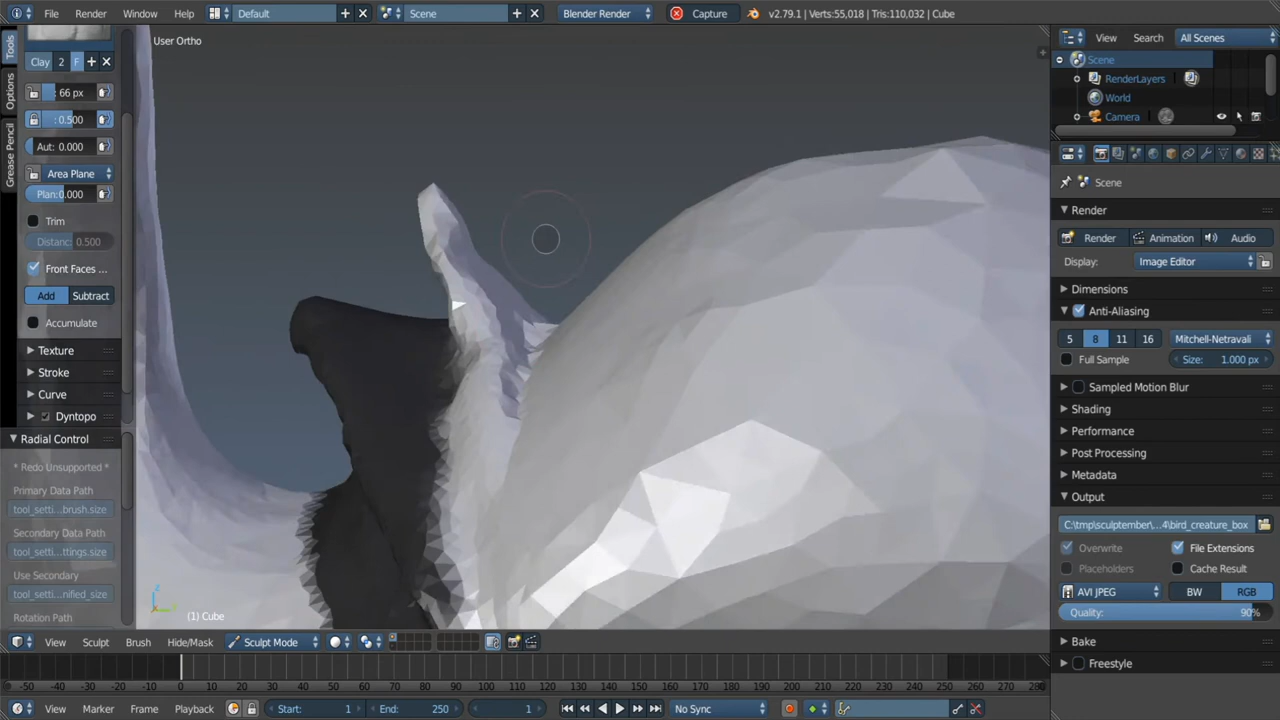 File Render Window Help Default Scene Blender Render Capture v2.79.1 | Verts:55,018 | Tris:110,032 | Cube
Tools
Options
Grease Pencil
Clay 2 F
: 66 px
: 0.500
Aut: 0.000
Area Plane
Plan:0.000
Trim
Distanc: 0.500
Front Faces ...
Add Subtract
Accumulate
Texture
Stroke
Curve
Dyntopo
Radial Control
* Redo Unsupported *
Primary Data Path
tool_setti...brush.size
Secondary Data Path
tool_setti...ttings.size
Use Secondary
tool_setti...nified_size
Rotation Path
User Ortho
z
(1) Cube
View Sculpt Brush Hide/Mask Sculpt Mode
-50 -40 -30 -20 -10 0 10 20 30 40 50 60 70 80 90 100 110 120 130 140 150 160 170 180 190 200 210 220 230 240 250 260 270 280
View Marker Frame Playback Start: 1 End: 250 1 No Sync
View Search All Scenes
Scene
RenderLayers
World
Camera
Scene
Render
Render Animation Audio
Display: Image Editor
Dimensions
Anti-Aliasing
5 8 11 16 Mitchell-Netravali
Full Sample Size: 1.000 px
Sampled Motion Blur
Shading
Performance
Post Processing
Metadata
Output
C:\tmp\sculptember\...4\bird_creature_box
Overwrite File Extensions
Placeholders Cache Result
AVI JPEG BW RGB
Quality: 90%
Bake
Freestyle